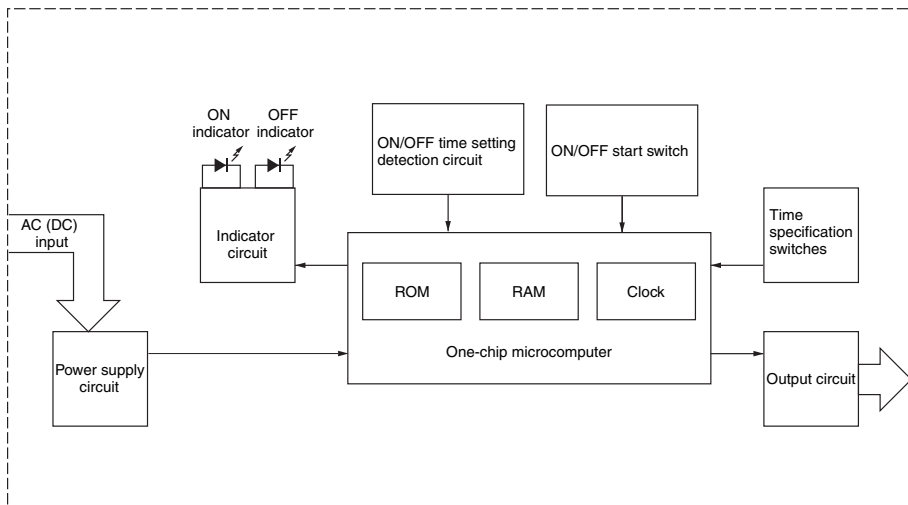 ON
indicator
OFF
indicator
ON/OFF time setting
detection circuit
ON/OFF start switch
AC (DC)
input
Indicator
circuit
Time
specification
switches
ROM
RAM
Clock
One-chip microcomputer
Power supply
circuit
Output circuit